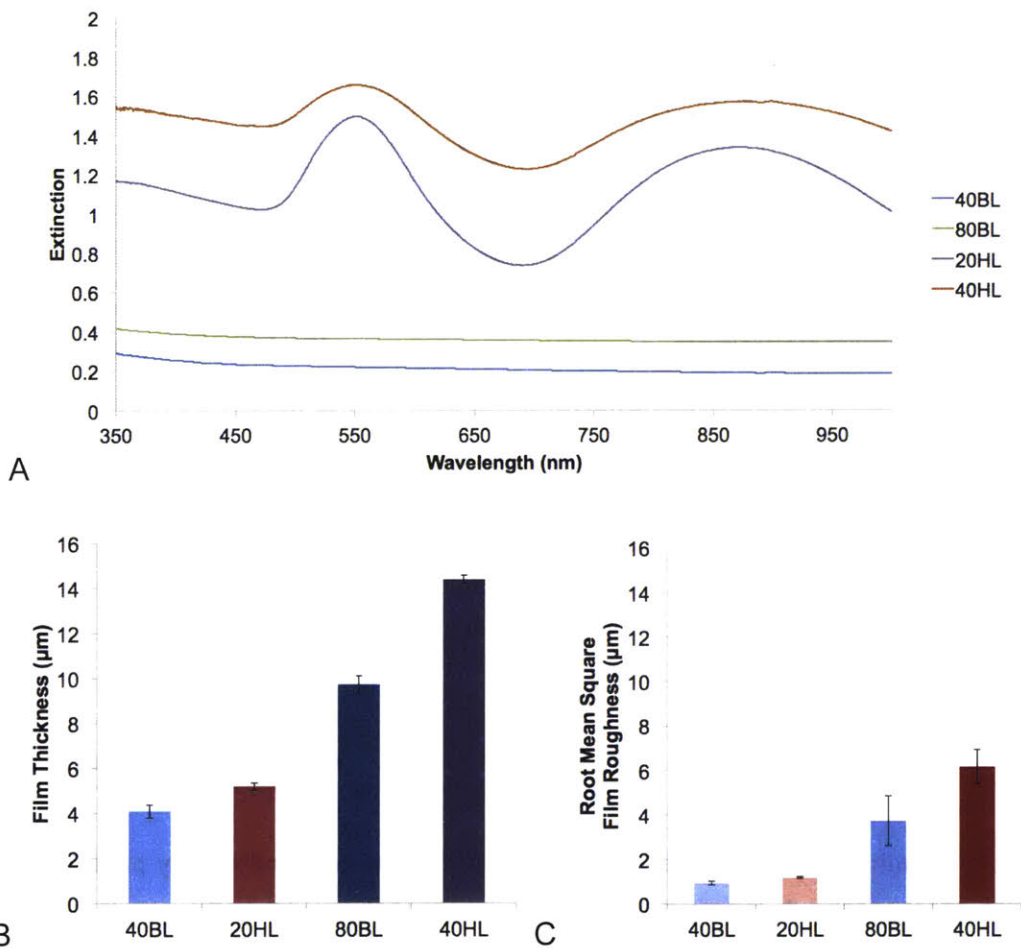 2
1.8
1.6
1.4
1.2
1
0.8
0.6
0.4
0.2
0
Extinction
350 450 550 650 750 850 950
Wavelength (nm)
40BL
80BL
20HL
40HL
A
16
14
12
10
8
6
4
2
0
Film Thickness (μm)
40BL 20HL 80BL 40HL
B
16
14
12
10
8
6
4
2
0
Root Mean Square
Film Roughness (μm)
40BL 20HL 80BL 40HL
C